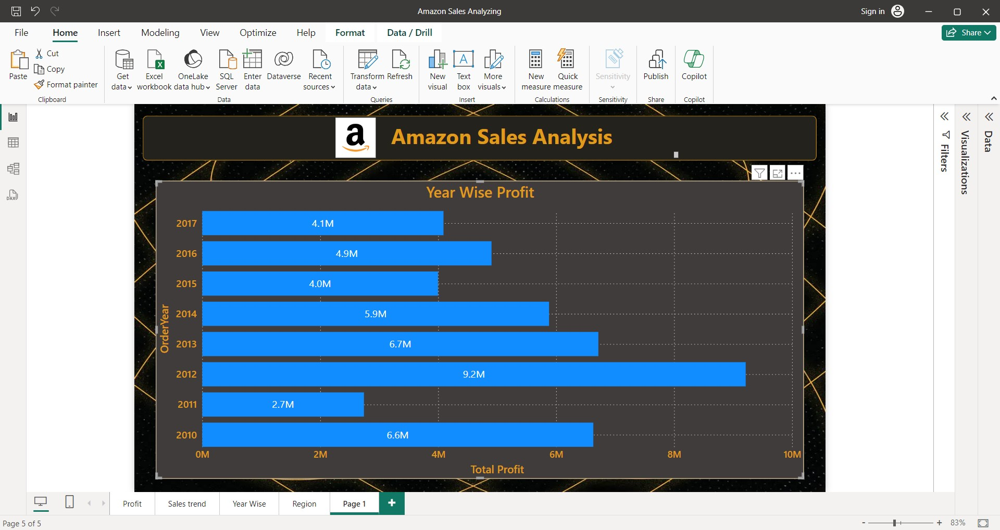 Amazon Sales Analyzing
Sign in
File Home Insert Modeling View Optimize Help Format Data / Drill
Share
Paste
Cut
Copy
Format painter
Clipboard
Get data
Excel workbook
OneLake data hub
SQL Server
Enter data
Dataverse
Recent sources
Data
Transform data
Refresh
Queries
New visual
Text box
More visuals
Insert
New measure
Quick measure
Calculations
Sensitivity
Sensitivity
Publish
Share
Copilot
Copilot
DAX
a
Amazon Sales Analysis
Filters
Visualizations
Data
Year Wise Profit
OrderYear
2017 4.1M
2016 4.9M
2015 4.0M
2014 5.9M
2013 6.7M
2012 9.2M
2011 2.7M
2010 6.6M
0M 2M 4M 6M 8M 10M
Total Profit
Profit Sales trend Year Wise Region Page 1
Page 5 of 5
- + 83%